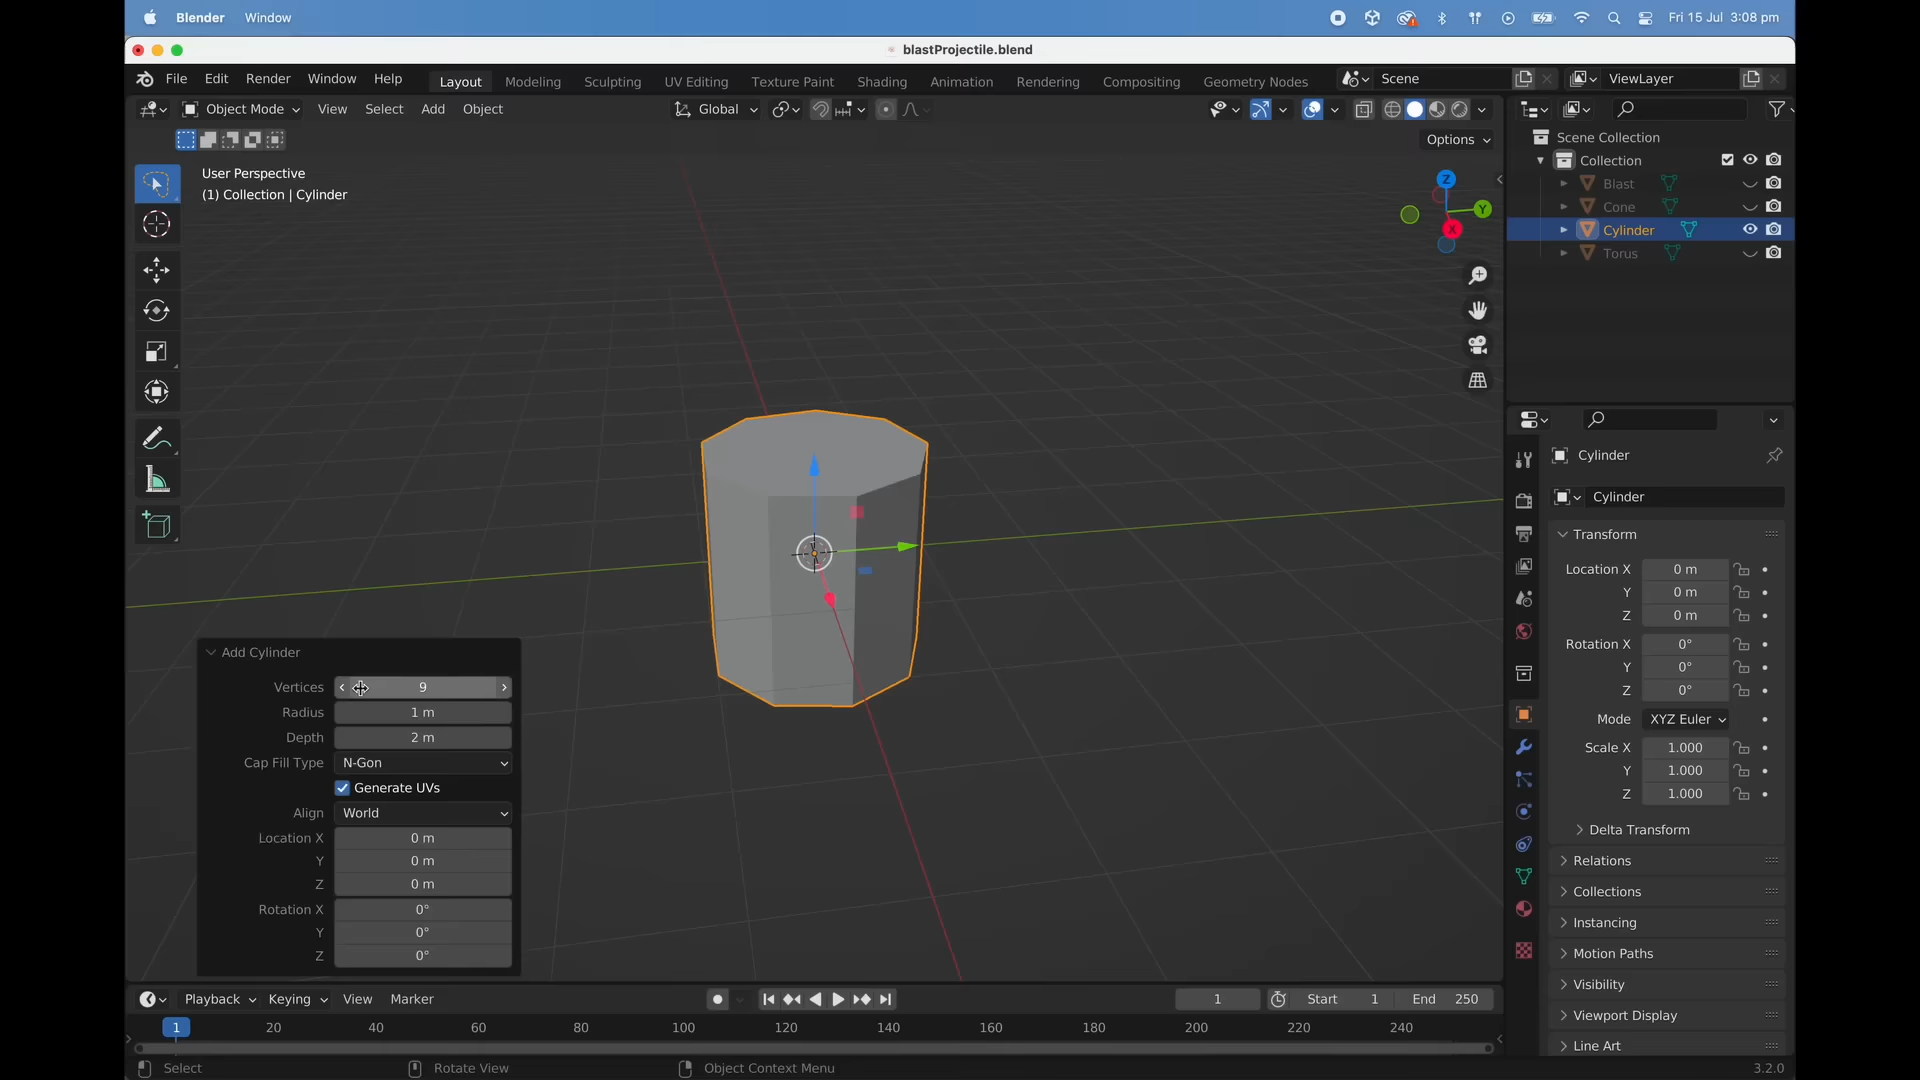 Blender Window
Fri 15 Jul 3:08 pm
blastProjectile.blend
File Edit Render Window Help
Layout Modeling Sculpting UV Editing Texture Paint Shading Animation Rendering Compositing Geometry Nodes
Scene
ViewLayer
Object Mode View Select Add Object
Global
Options
User Perspective
(1) Collection | Cylinder
Z
Y
X
Scene Collection
Collection
Blast
Cone
Cylinder
Torus
Cylinder
Cylinder
Transform
Location X 0 m
Y 0 m
Z 0 m
Rotation X 0°
Y 0°
Z 0°
Mode XYZ Euler
Scale X 1.000
Y 1.000
Z 1.000
Delta Transform
Relations
Collections
Instancing
Motion Paths
Visibility
Viewport Display
Line Art
Add Cylinder
Vertices 9
Radius 1 m
Depth 2 m
Cap Fill Type N-Gon
Generate UVs
Align World
Location X 0 m
Y 0 m
Z 0 m
Rotation X 0°
Y 0°
Z 0°
Playback Keying View Marker
1
Start 1 End 250
1 20 40 60 80 100 120 140 160 180 200 220 240
Select Rotate View Object Context Menu
3.2.0